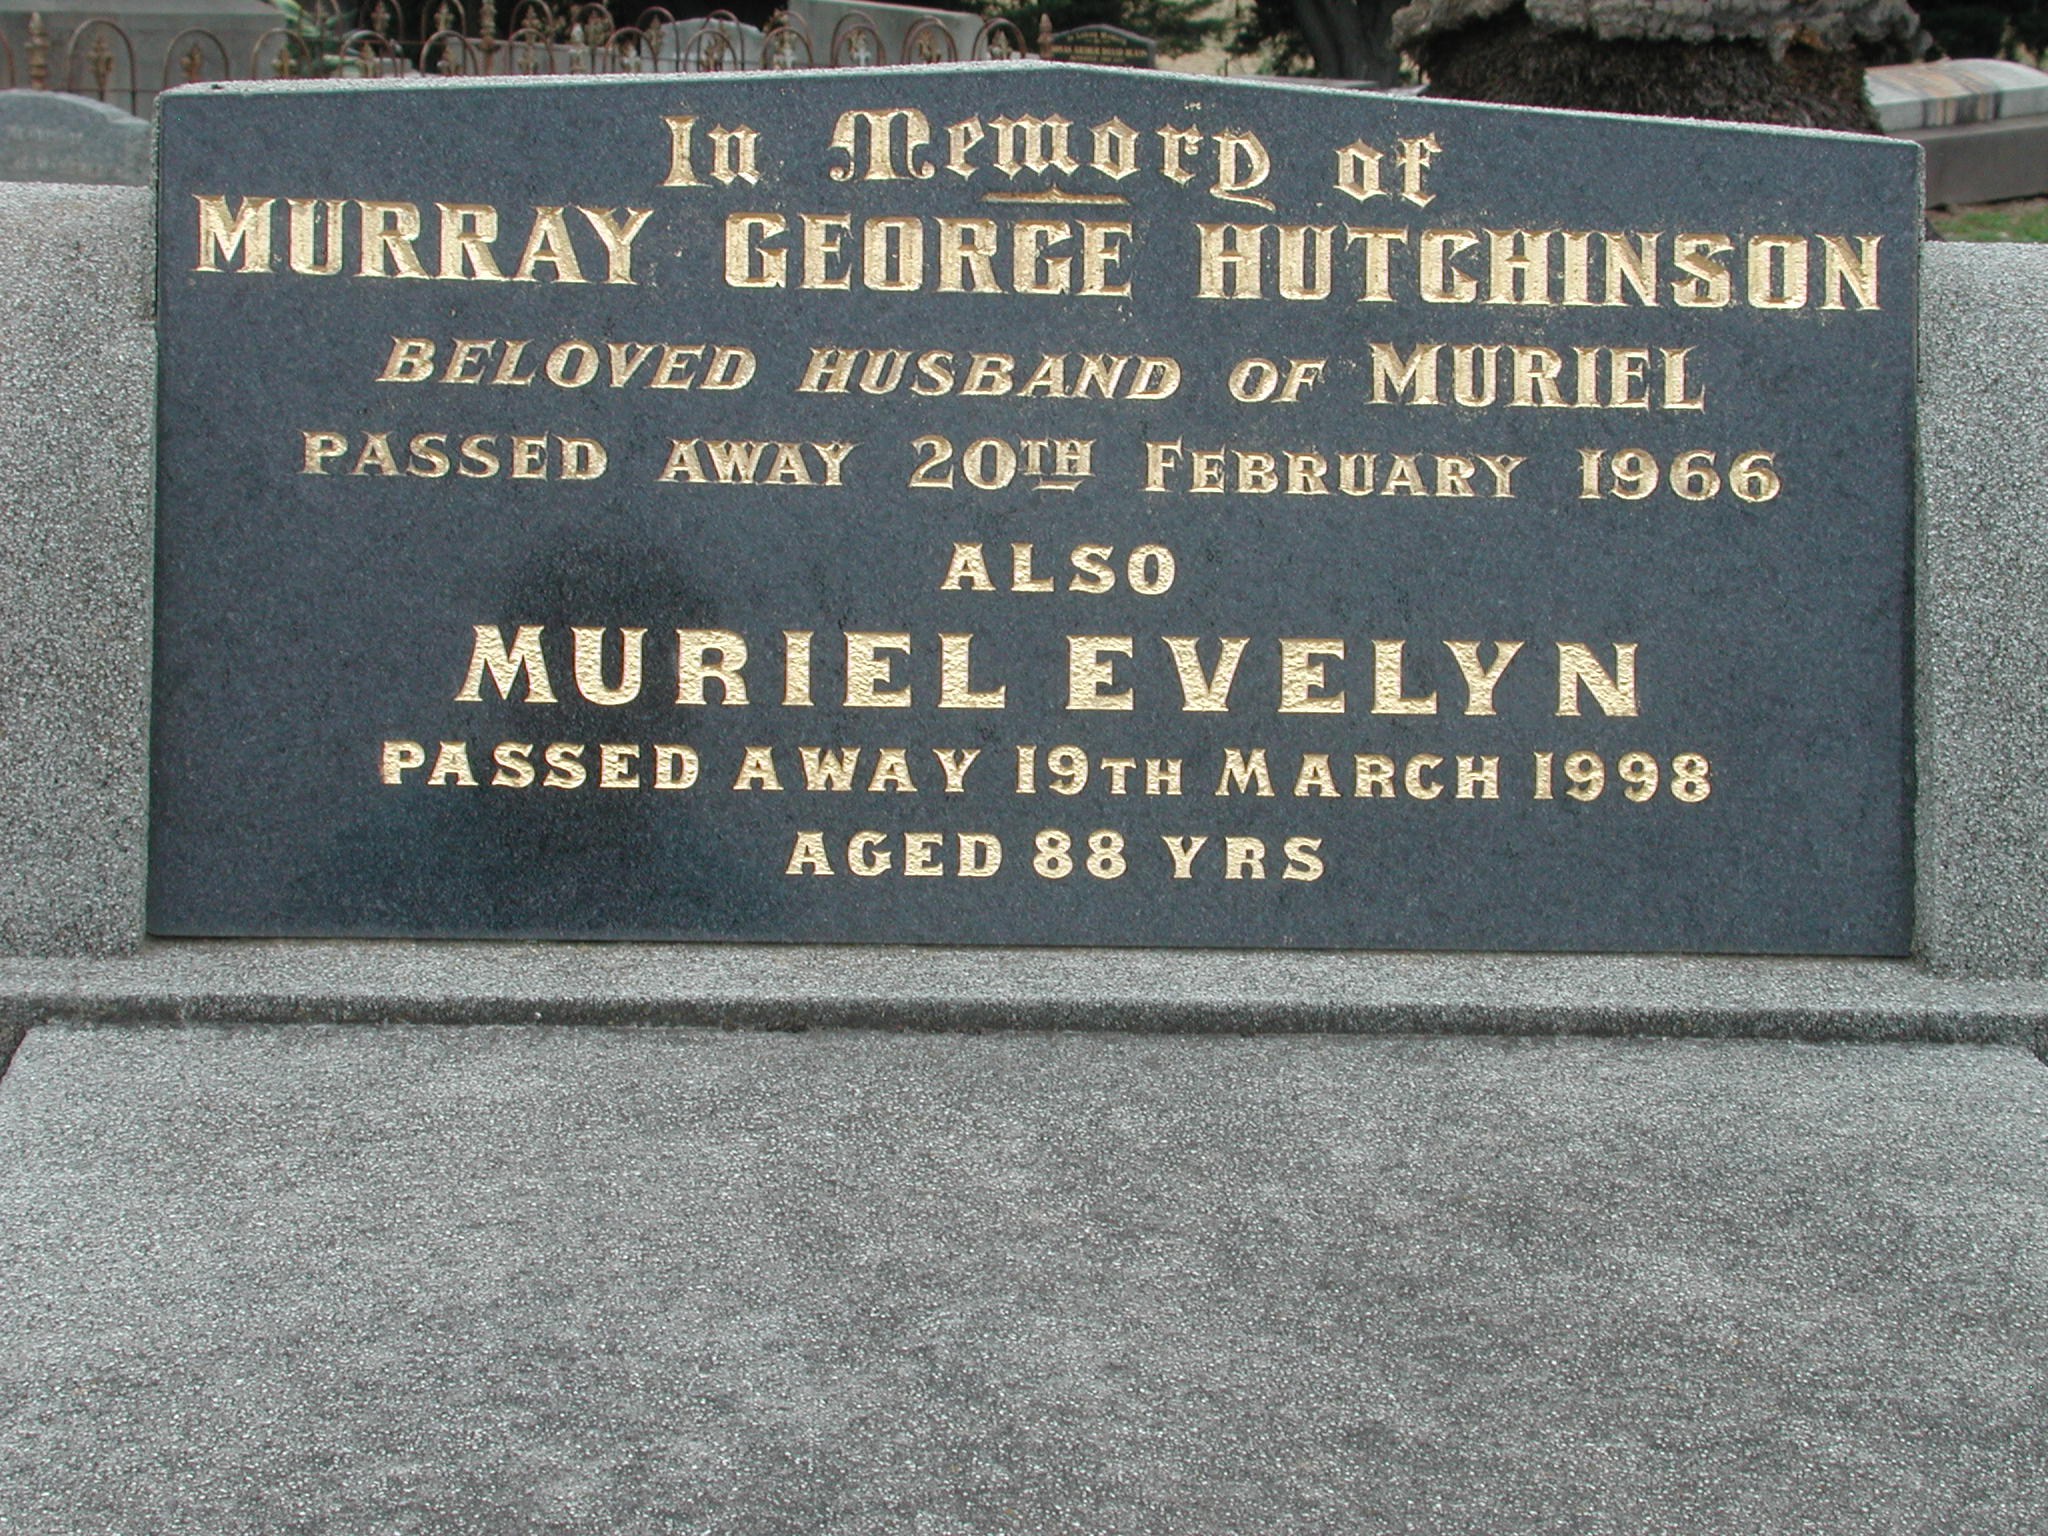 In Memory of
MURRAY GEORGE HUTCHINSON
BELOVED HUSBAND OF MURIEL
PASSED AWAY 20TH FEBRUARY 1966
ALSO
MURIEL EVELYN
PASSED AWAY 19TH MARCH 1998
AGED 88 YRS